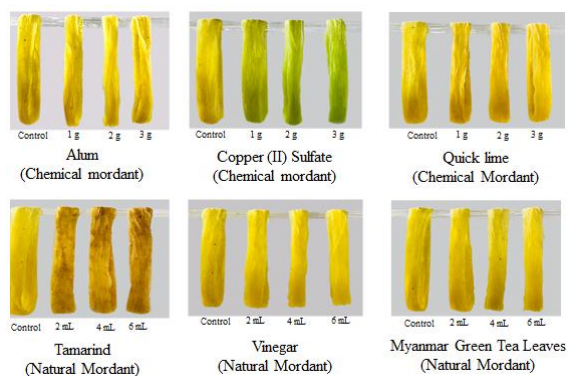 Control 1 g 2 g 3 g
Alum
(Chemical mordant)
Control 1 g 2 g 3 g
Copper (II) Sulfate
(Chemical mordant)
Control 1 g 2 g 3 g
Quick lime
(Chemical Mordant)
Control 2 mL 4 mL 6 mL
Tamarind
(Natural Mordant)
Control 2 mL 4 mL 6 mL
Vinegar
(Natural Mordant)
Control 2 mL 4 mL 6 mL
Myanmar Green Tea Leaves
(Natural Mordant)